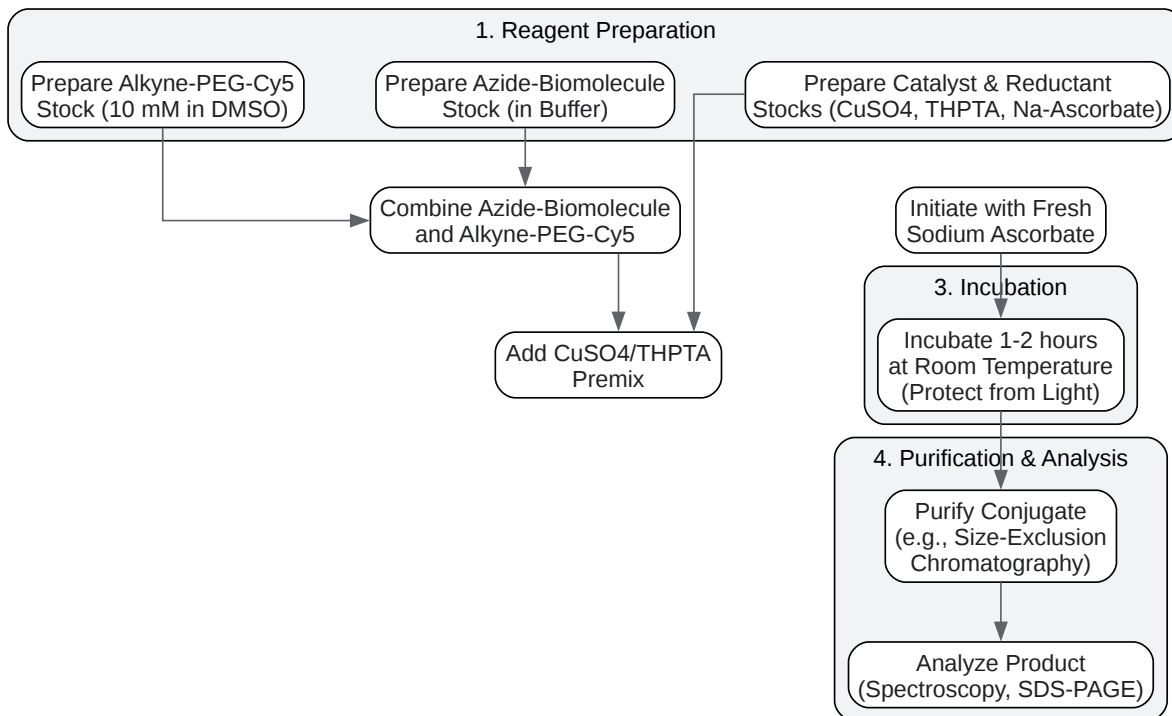 1. Reagent Preparation
Prepare Alkyne-PEG-Cy5
Stock (10 mM in DMSO)
Prepare Azide-Biomolecule
Stock (in Buffer)
Prepare Catalyst & Reductant
Stocks (CuSO4, THPTA, Na-Ascorbate)
Combine Azide-Biomolecule
and Alkyne-PEG-Cy5
Initiate with Fresh
Sodium Ascorbate
Add CuSO4/THPTA
Premix
3. Incubation
Incubate 1-2 hours
at Room Temperature
(Protect from Light)
4. Purification & Analysis
Purify Conjugate
(e.g., Size-Exclusion
Chromatography)
Analyze Product
(Spectroscopy, SDS-PAGE)